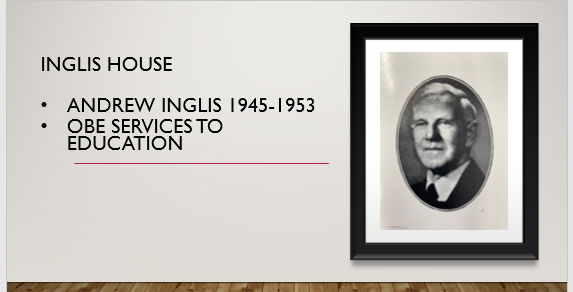 INGLIS HOUSE
• ANDREW INGLIS 1945-1953
• OBE SERVICES TO
EDUCATION